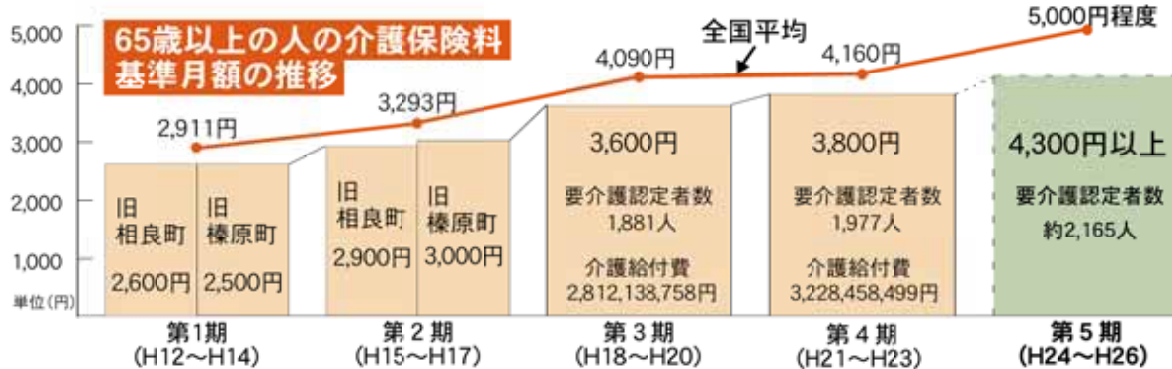 65歳以上の人の介護保険料
基準月額の推移
全国平均
5,000
4,000
3,000
2,000
1,000
単位(円)
2,911円
3,293円
4,090円
4,160円
5,000円程度
旧
相良町
2,600円
旧
榛原町
2,500円
旧
相良町
2,900円
旧
榛原町
3,000円
3,600円
要介護認定者数
1,881人
介護給付費
2,812,138,758円
3,800円
要介護認定者数
1,977人
介護給付費
3,228,458,499円
4,300円以上
要介護認定者数
約2,165人
第1期
(H12〜H14)
第2期
(H15〜H17)
第3期
(H18〜H20)
第4期
(H21〜H23)
第5期
(H24〜H26)